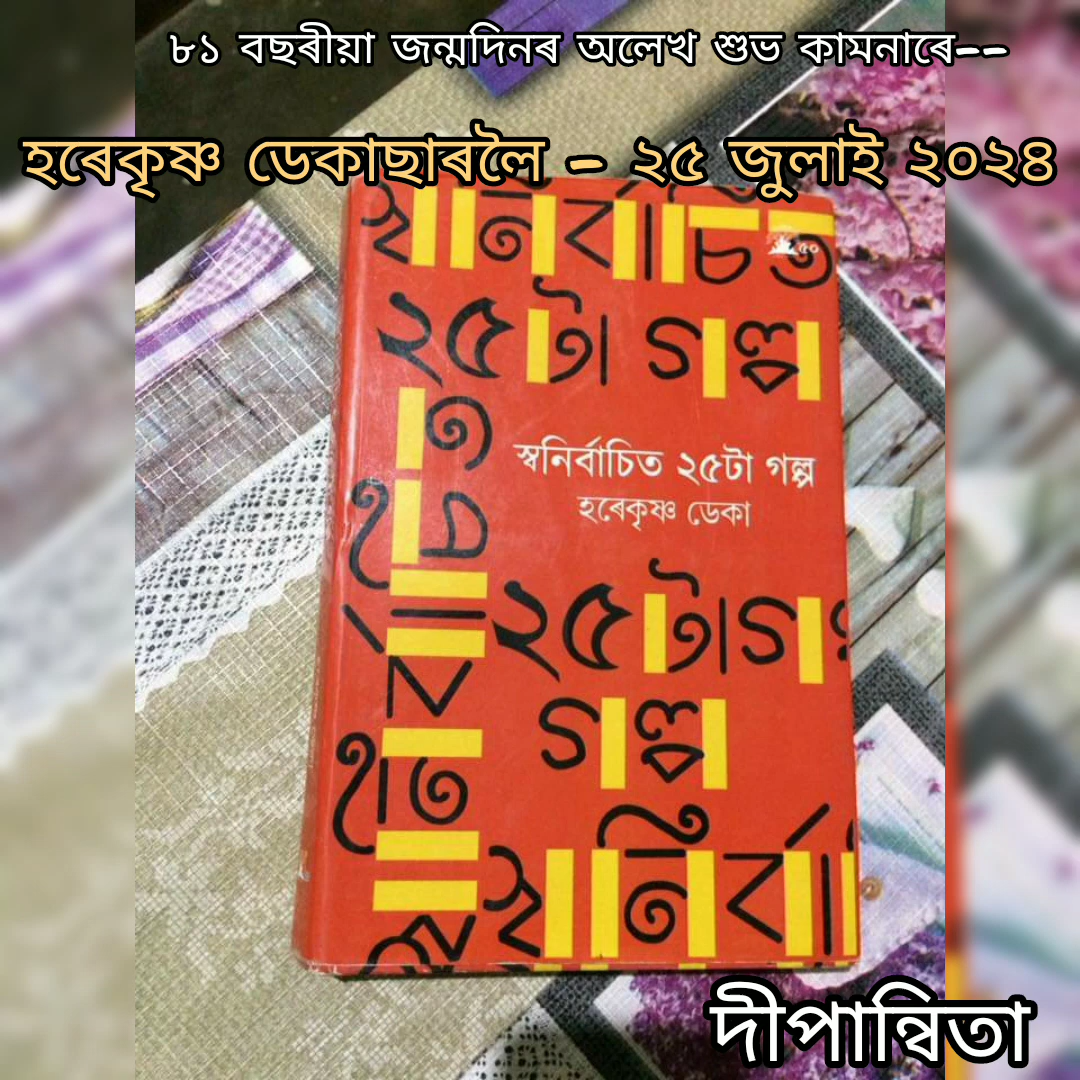 ৮১ বছৰীয়া জন্মদিনৰ অলেখ শুভ কামনাৰে--
হৰেকৃষ্ণ ডেকাছাৰলৈ - ২৫ জুলাই ২০২৪
স্বনির্বাচিত
৫০
২৫টা গল্প
স্বনিৰ্বাচিত ২৫টা গল্প
হৰেকৃষ্ণ ডেকা
২৫টা গ
গল্প
স্বনির্বা
দীপান্বিতা